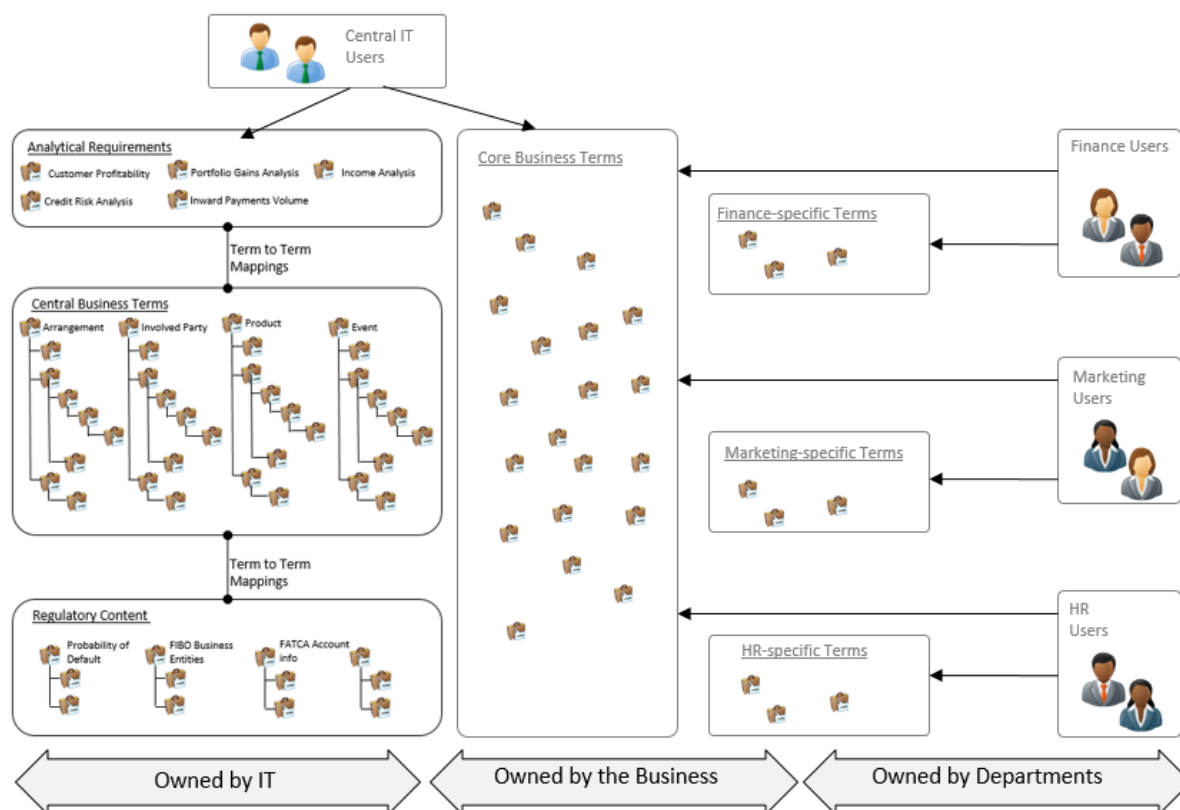 Central IT
Users
Analytical Requirements
Customer Profitability
Portfolio Gains Analysis
Income Analysis
Credit Risk Analysis
Inward Payments Volume
Term to Term
Mappings
Central Business Terms
Arrangement
Involved Party
Product
Event
Term to Term
Mappings
Regulatory Content
Probability of
Default
FIBO Business
Entities
FATCA Account
info
Core Business Terms
Finance-specific Terms
Marketing-specific Terms
HR-specific Terms
Finance Users
Marketing
Users
HR
Users
Owned by IT
Owned by the Business
Owned by Departments